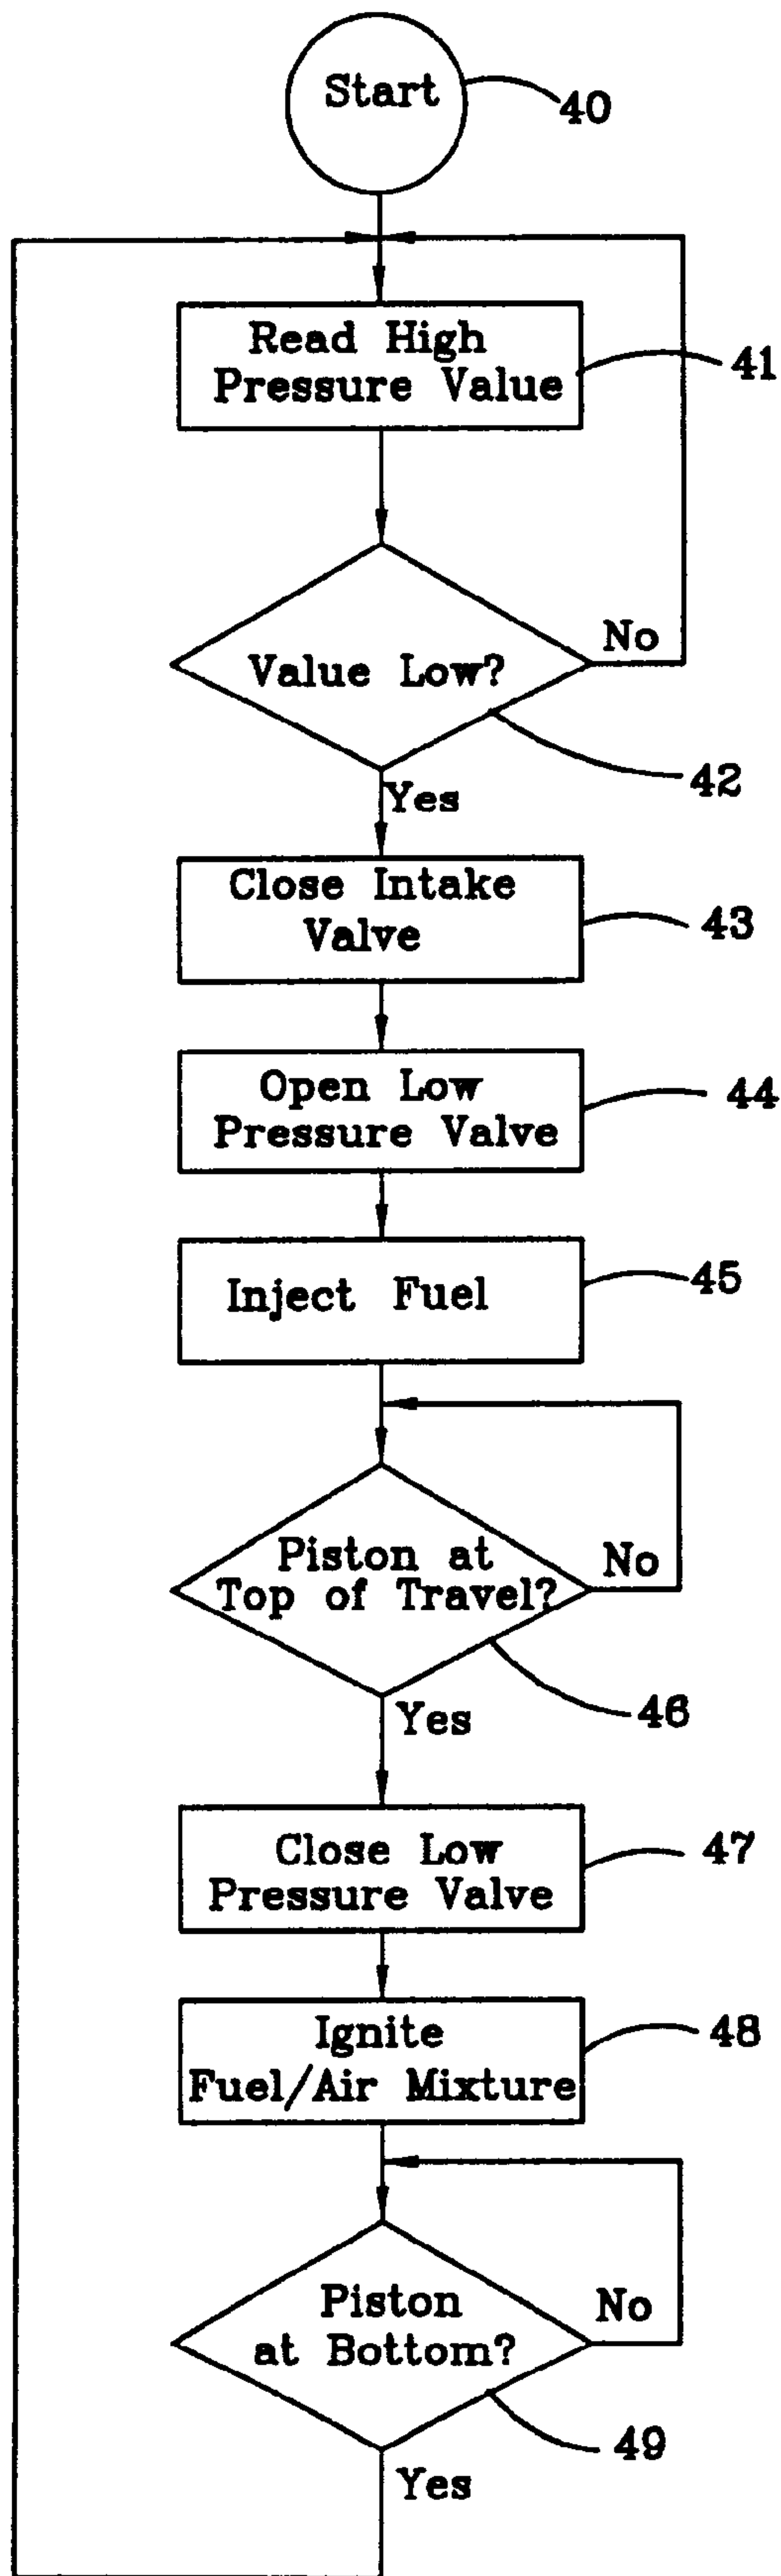 Start
40
Read High
Pressure Value
41
Value Low?
No
42
Yes
Close Intake
Valve
43
Open Low
Pressure Valve
44
Inject Fuel
45
Piston at
Top of Travel?
No
46
Yes
Close Low
Pressure Valve
47
Ignite
Fuel/Air Mixture
48
Piston
at Bottom?
No
49
Yes